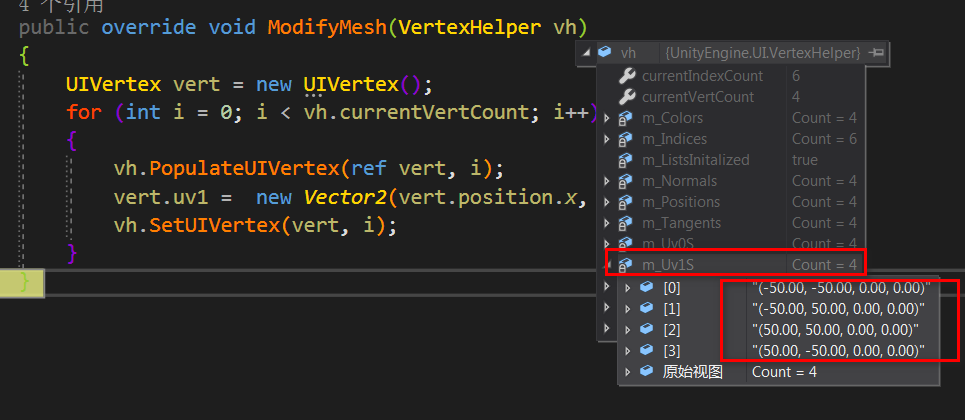 4 个引用
public override void ModifyMesh(VertexHelper vh)
{
UIVertex vert = new UIVertex();
for (int i = 0; i < vh.currentVertCount; i++)
{
vh.PopulateUIVertex(ref vert, i);
vert.uv1 =  new Vector2(vert.position.x,
vh.SetUIVertex(vert, i);
}
}
vh {UnityEngine.UI.VertexHelper}
currentIndexCount 6
currentVertCount 4
m_Colors Count = 4
m_Indices Count = 6
m_ListsInitalized true
m_Normals Count = 4
m_Positions Count = 4
m_Tangents Count = 4
m_Uv0S Count = 4
m_Uv1S Count = 4
[0] "(-50.00, -50.00, 0.00, 0.00)"
[1] "(-50.00, 50.00, 0.00, 0.00)"
[2] "(50.00, 50.00, 0.00, 0.00)"
[3] "(50.00, -50.00, 0.00, 0.00)"
原始视图 Count = 4